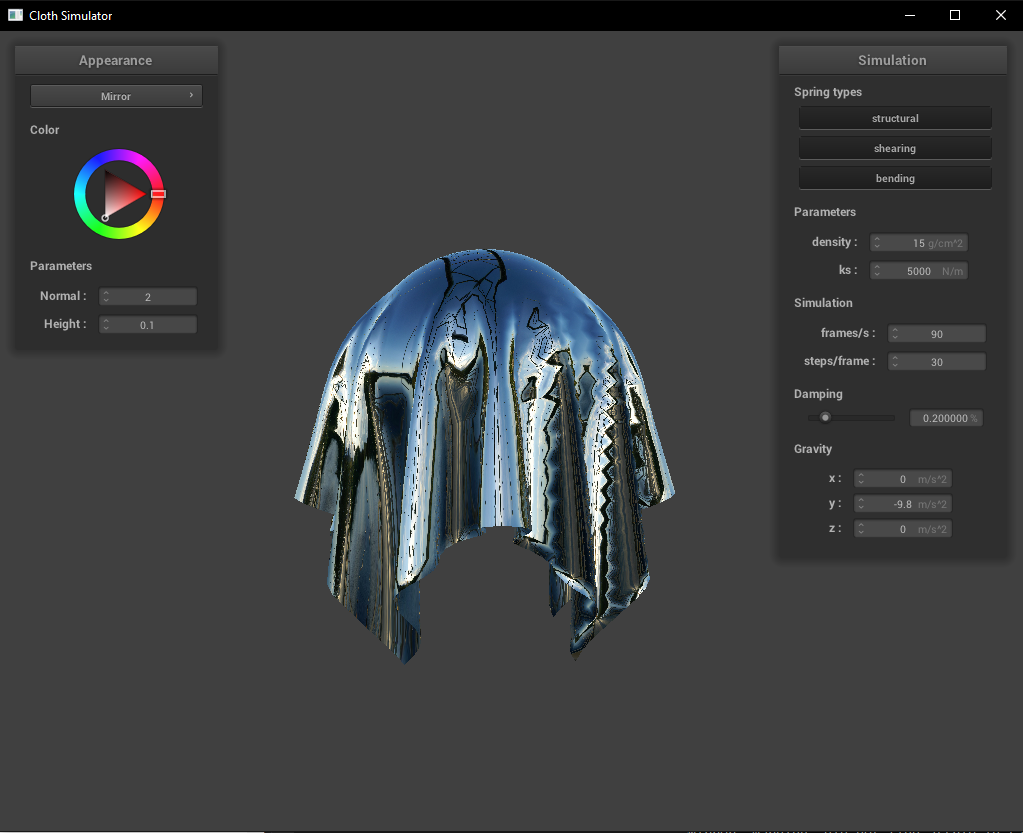 Cloth Simulator
Appearance
Mirror
Color
Parameters
Normal : 2
Height : 0.1
Simulation
Spring types
structural
shearing
bending
Parameters
density : 15 g/cm^2
ks : 5000 N/m
Simulation
frames/s : 90
steps/frame : 30
Damping
0.200000 %
Gravity
x : 0 m/s^2
y : -9.8 m/s^2
z : 0 m/s^2